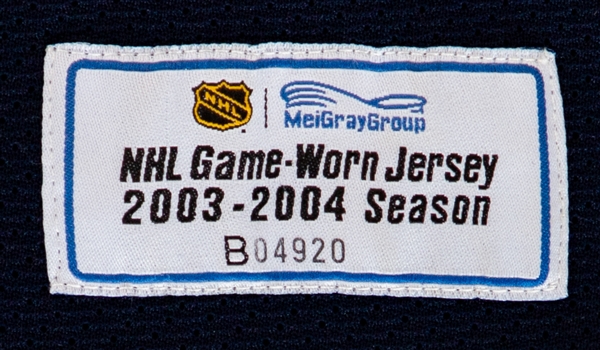 NHL
MeiGrayGroup
NHL Game-Worn Jersey
2003-2004 Season
B04920